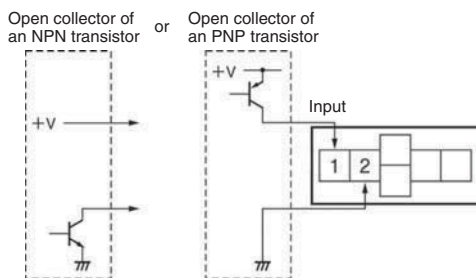 Open collector of
an NPN transistor
or
Open collector of
an PNP transistor
+V
+V
Input
1 2